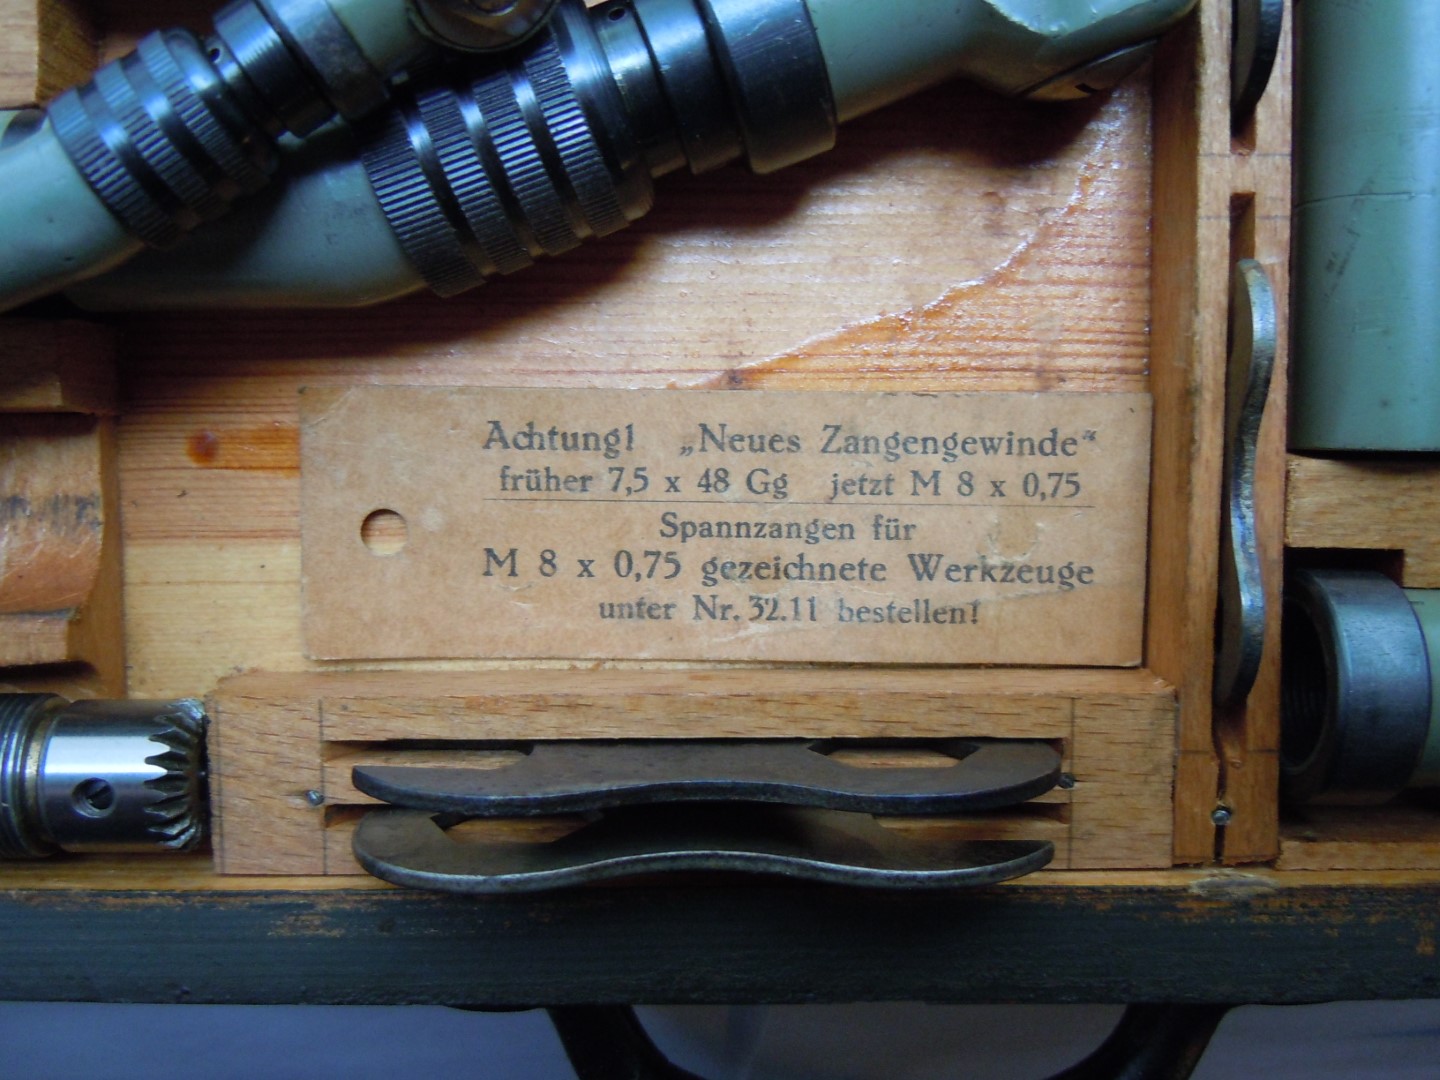 Achtung! „Neues Zangengewinde“
früher 7,5 x 48 Gg jetzt M 8 x 0,75
Spannzangen für
M 8 x 0,75 gezeichnete Werkzeuge
unter Nr. 32.11 bestellen!